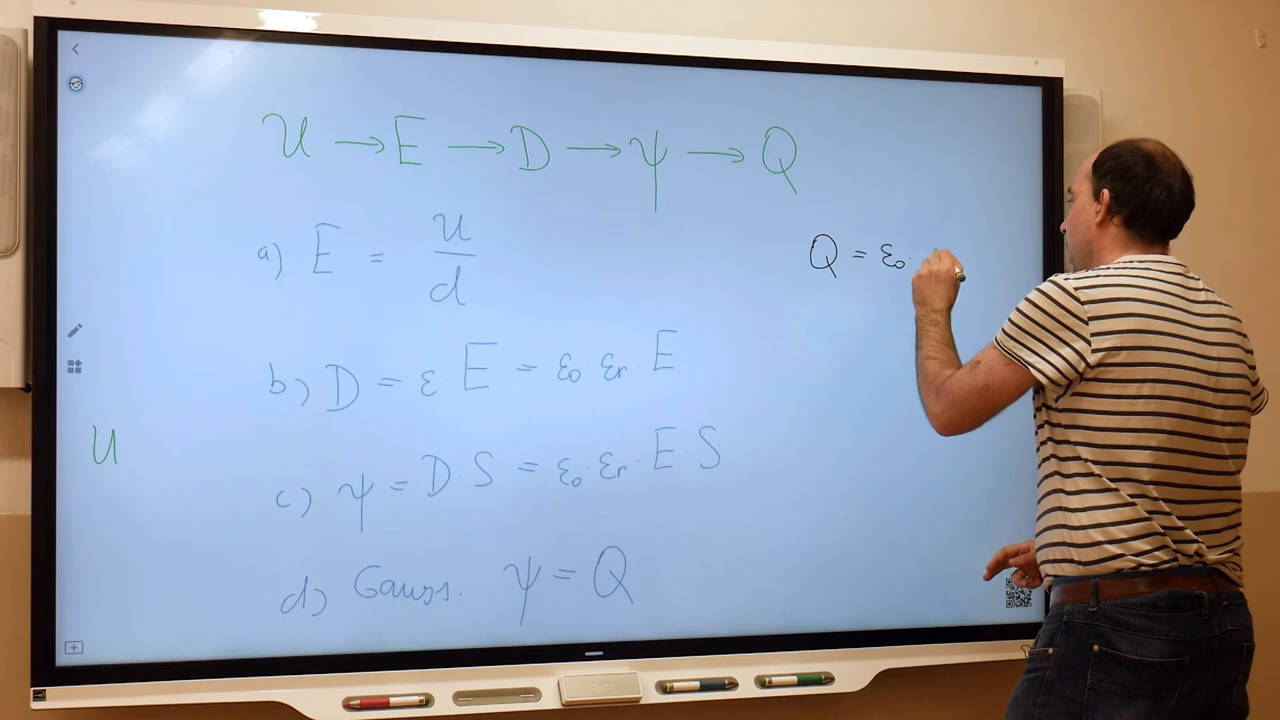 U → E → D → ψ → Q
a) E = U/d
Q = ε₀ ·
b) D = ε · E = ε₀ · εr · E
U
c) ψ = D · S = ε₀ · εr · E · S
d) Gauss. ψ = Q